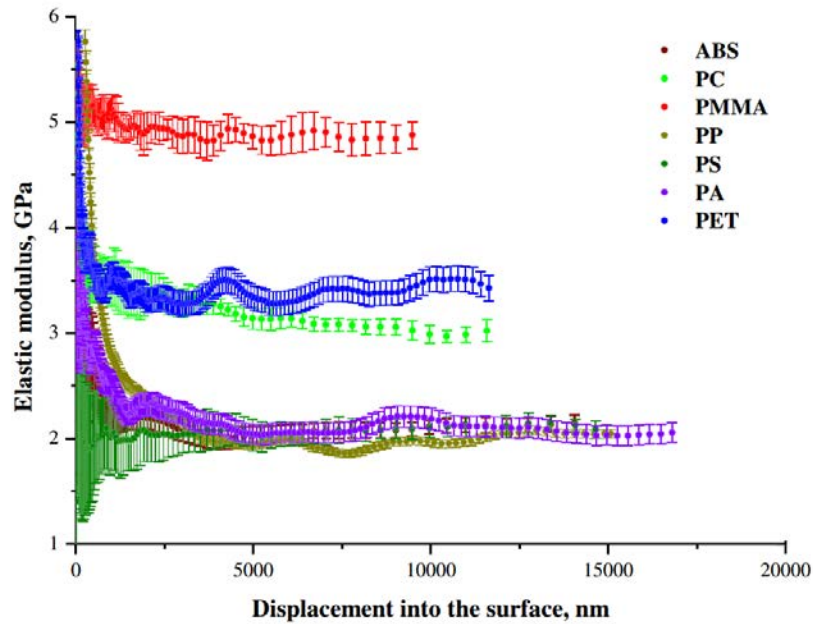 6
5
4
3
2
1
Elastic modulus, GPa
ABS
PC
PMMA
PP
PS
PA
PET
0 5000 10000 15000 20000
Displacement into the surface, nm